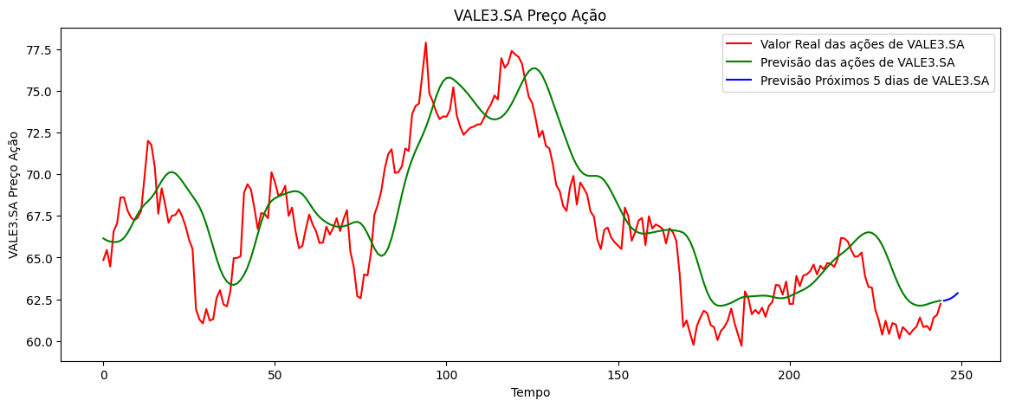 VALE3.SA Preço Ação
Valor Real das ações de VALE3.SA
Previsão das ações de VALE3.SA
Previsão Próximos 5 dias de VALE3.SA
VALE3.SA Preço Ação
77.5
75.0
72.5
70.0
67.5
65.0
62.5
60.0
0
50
100
150
200
250
Tempo